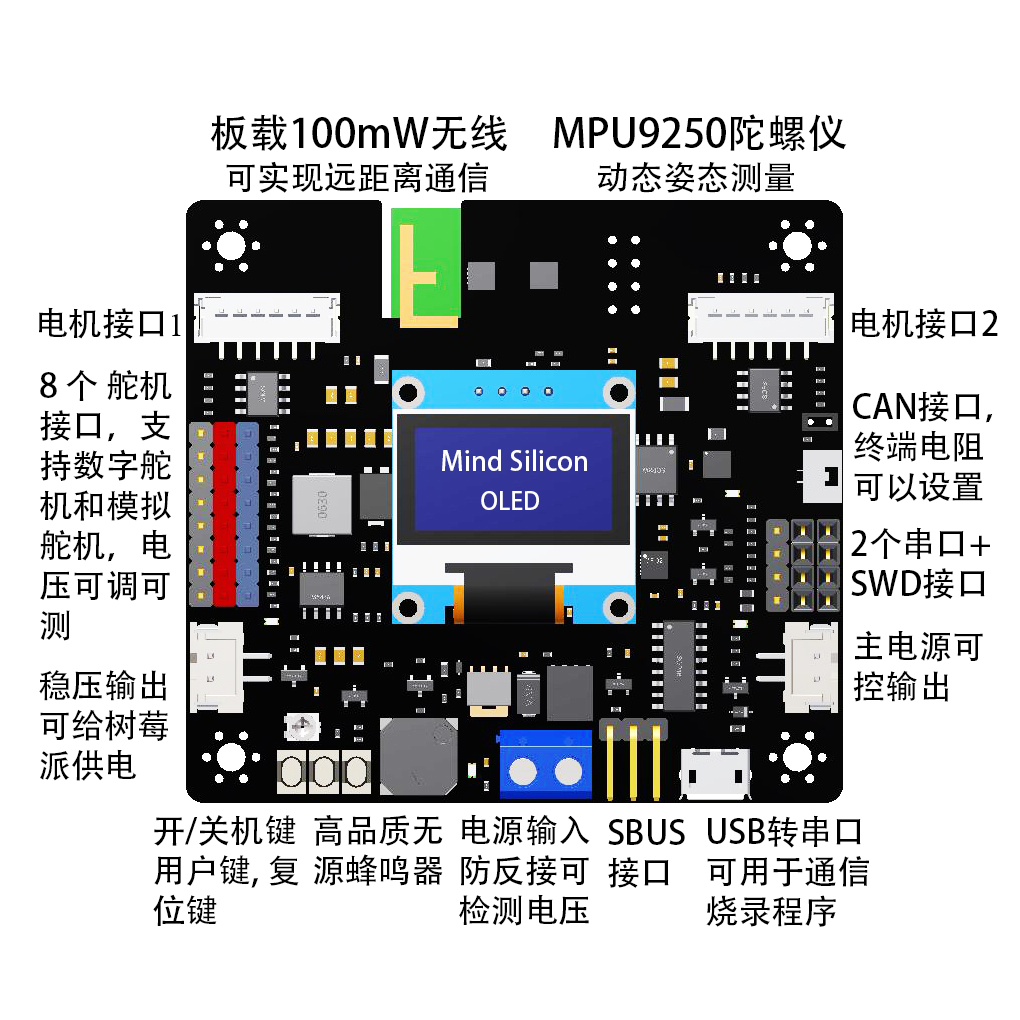 板载100mW无线
可实现远距离通信
MPU9250陀螺仪
动态姿态测量
电机接口1
电机接口2
8 个 舵机
接口，支
持数字舵
机和模拟
舵机，电
压可调可
测
CAN接口,
终端电阻
可以设置
Mind Silicon
OLED
0630
2个串口+
SWD接口
稳压输出
可给树莓
派供电
主电源可
控输出
开/关机键
用户键, 复
位键
高品质无
源蜂鸣器
电源输入
防反接可
检测电压
SBUS
接口
USB转串口
可用于通信
烧录程序